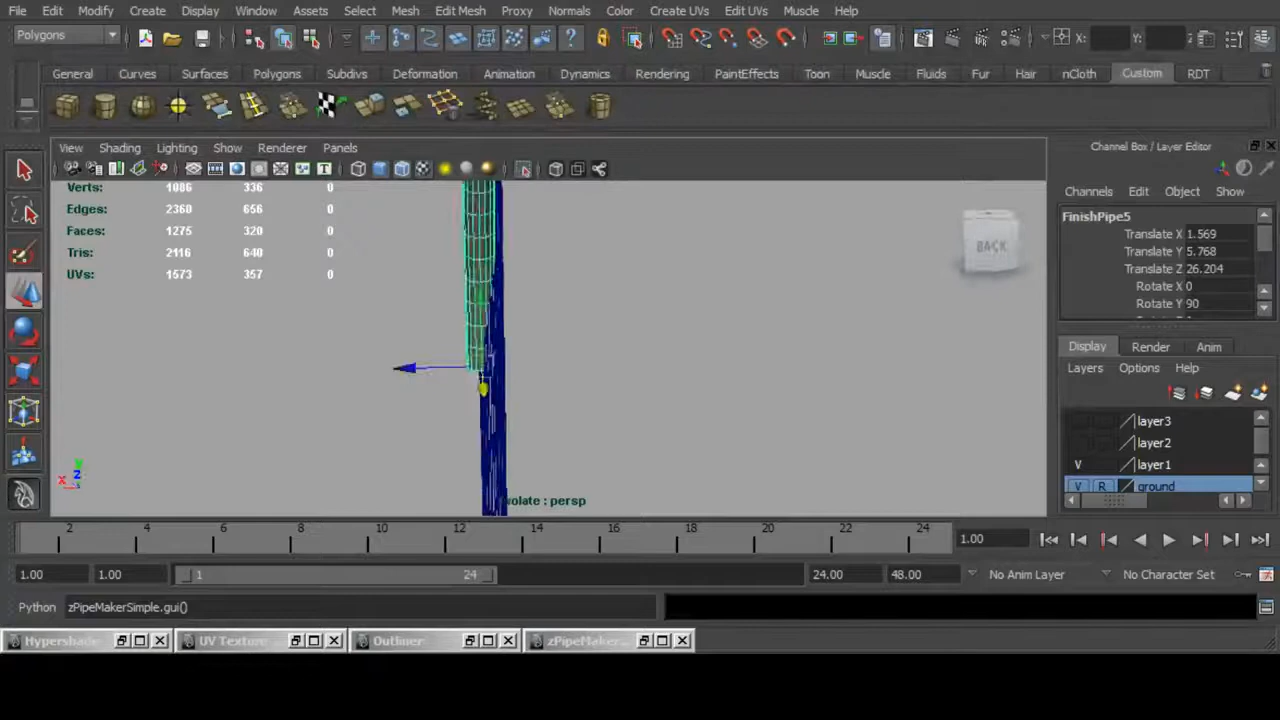 File Edit Modify Create Display Window Assets Select Mesh Edit Mesh Proxy Normals Color Create UVs Edit UVs Muscle Help
Polygons X: Y: Z
General Curves Surfaces Polygons Subdivs Deformation Animation Dynamics Rendering PaintEffects Toon Muscle Fluids Fur Hair nCloth Custom RDT
View Shading Lighting Show Renderer Panels
Channel Box / Layer Editor
Channels Edit Object Show
Verts: 1086 336 0
Edges: 2360 656 0
Faces: 1275 320 0
Tris: 2116 640 0
UVs: 1573 357 0
BACK
FinishPipe5
Translate X 1.569
Translate Y 5.768
Translate Z 26.204
Rotate X 0
Rotate Y 90
Display Render Anim
Layers Options Help
layer3
layer2
V layer1
V R ground
y
x z
: persp
2 4 6 8 10 12 14 16 18 20 22 24
1.00
1.00 1.00 1 24 24.00 48.00 No Anim Layer No Character Set
Python zPipeMakerSimple.gui()
Hypershade UV Texture Outliner zPipeMaker...